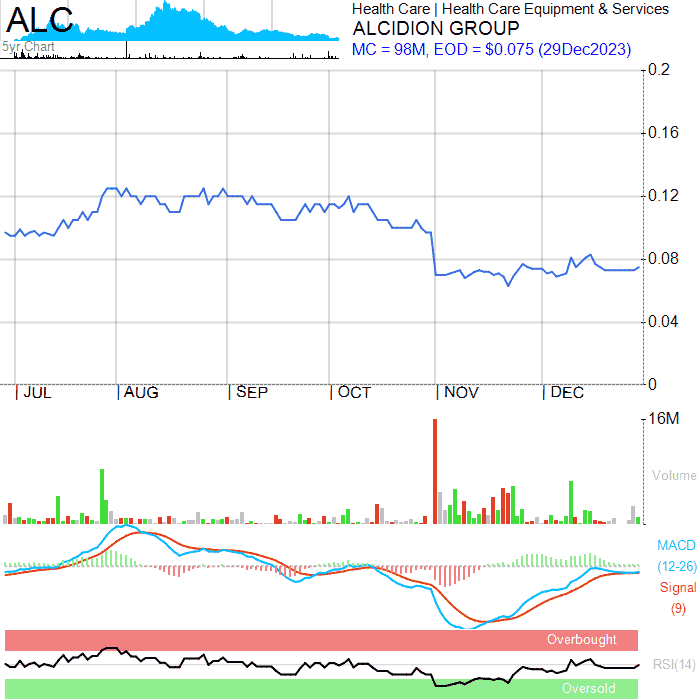 ALC
Health Care | Health Care Equipment & Services
ALCIDION GROUP
MC = 98M, EOD = $0.075 (29Dec2023)
5yr Chart
0.2
0.16
0.12
0.08
0.04
0
JUL AUG SEP OCT NOV DEC
16M
Volume
MACD
(12-26)
Signal
(9)
Overbought
RSI(14)
Oversold